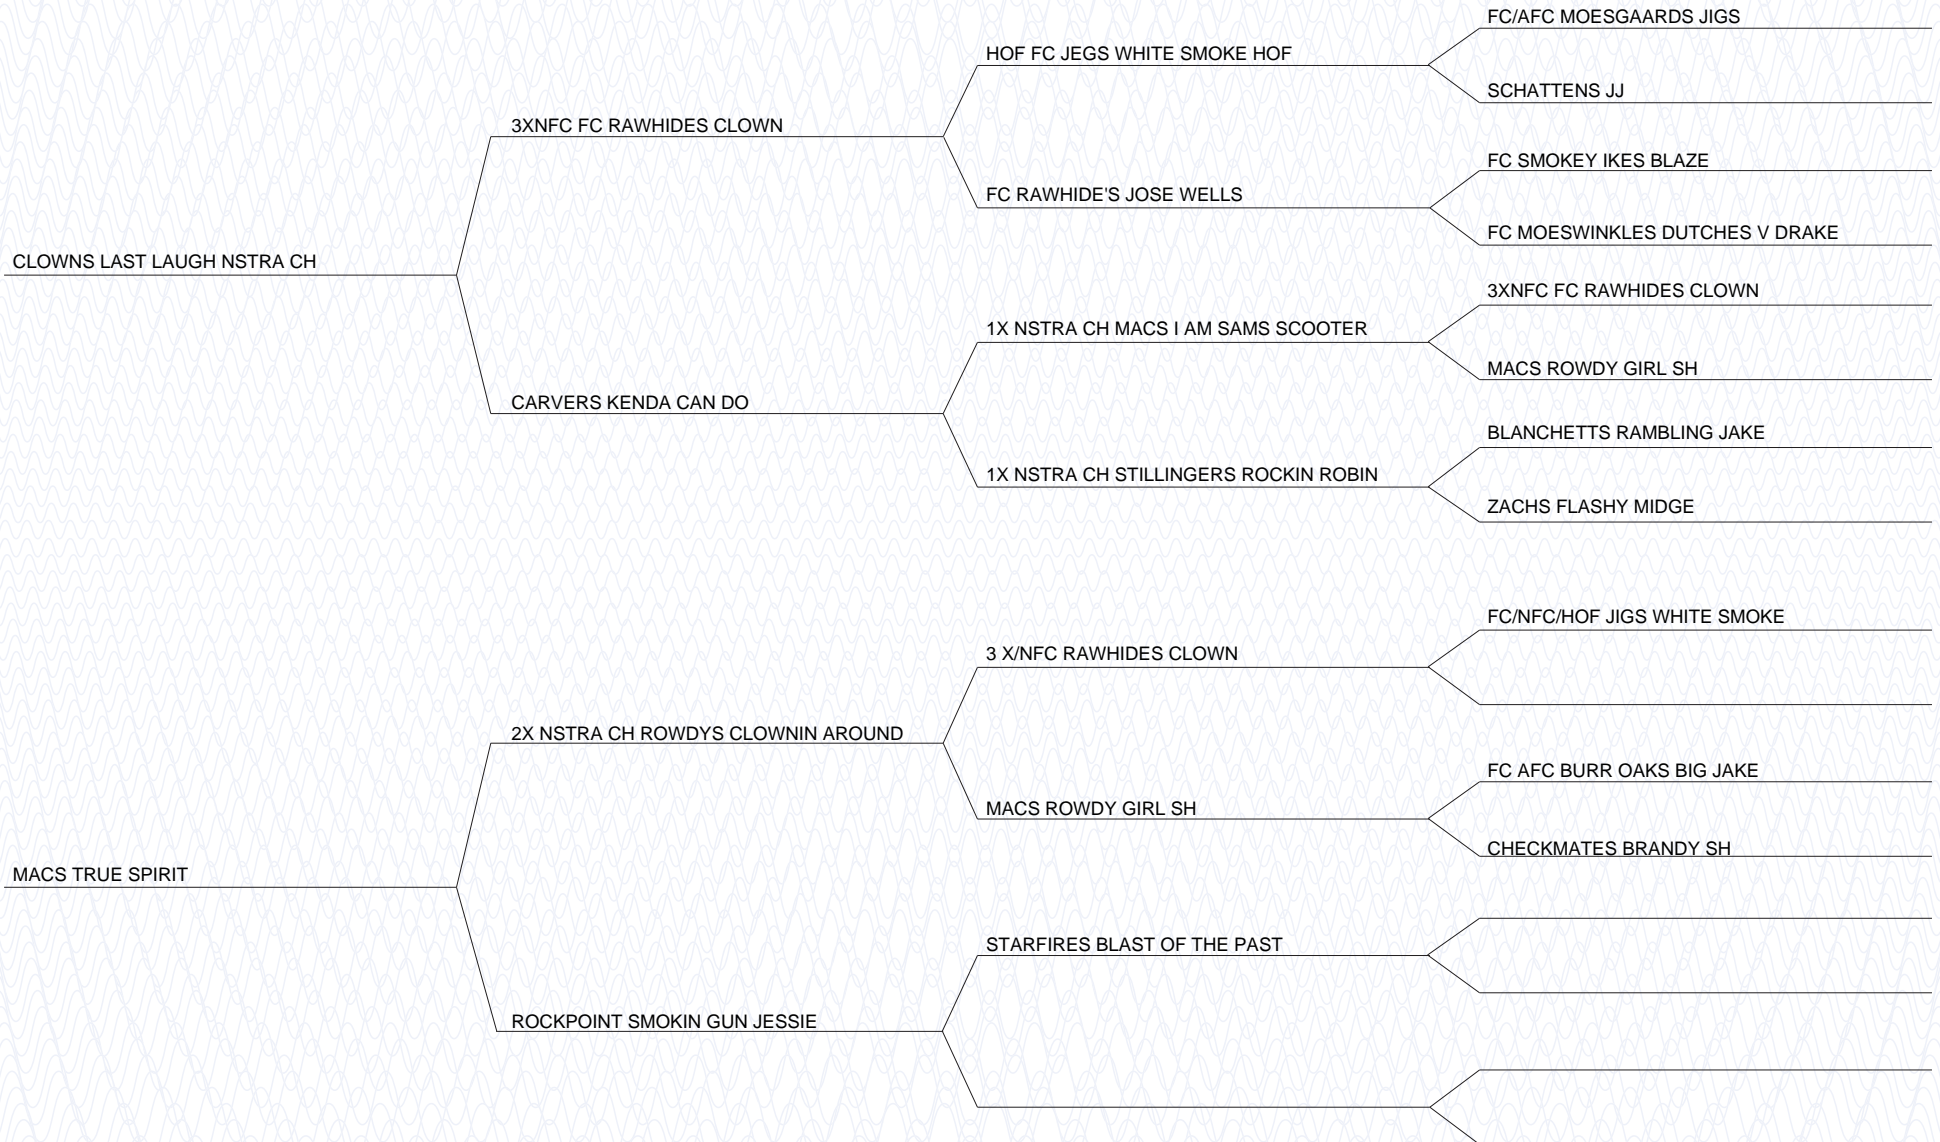 FC/AFC MOESGAARDS JIGS
HOF FC JEGS WHITE SMOKE HOF
SCHATTENS JJ
3XNFC FC RAWHIDES CLOWN
FC SMOKEY IKES BLAZE
FC RAWHIDE'S JOSE WELLS
FC MOESWINKLES DUTCHES V DRAKE
CLOWNS LAST LAUGH NSTRA CH
3XNFC FC RAWHIDES CLOWN
1X NSTRA CH MACS I AM SAMS SCOOTER
MACS ROWDY GIRL SH
CARVERS KENDA CAN DO
BLANCHETTS RAMBLING JAKE
1X NSTRA CH STILLINGERS ROCKIN ROBIN
ZACHS FLASHY MIDGE
FC/NFC/HOF JIGS WHITE SMOKE
3 X/NFC RAWHIDES CLOWN
2X NSTRA CH ROWDYS CLOWNIN AROUND
FC AFC BURR OAKS BIG JAKE
MACS ROWDY GIRL SH
CHECKMATES BRANDY SH
MACS TRUE SPIRIT
STARFIRES BLAST OF THE PAST
ROCKPOINT SMOKIN GUN JESSIE